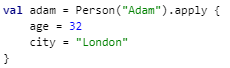 val adam = Person("Adam").apply {
    age = 32
    city = "London"
}